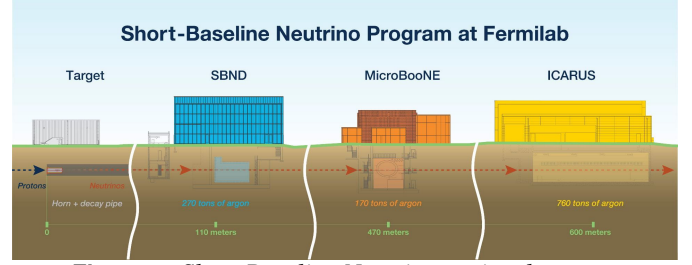 Short-Baseline Neutrino Program at Fermilab
Target SBND MicroBooNE ICARUS
Protons Neutrinos
Horn + decay pipe 270 tons of argon 170 tons of argon 760 tons of argon
0 110 meters 470 meters 600 meters